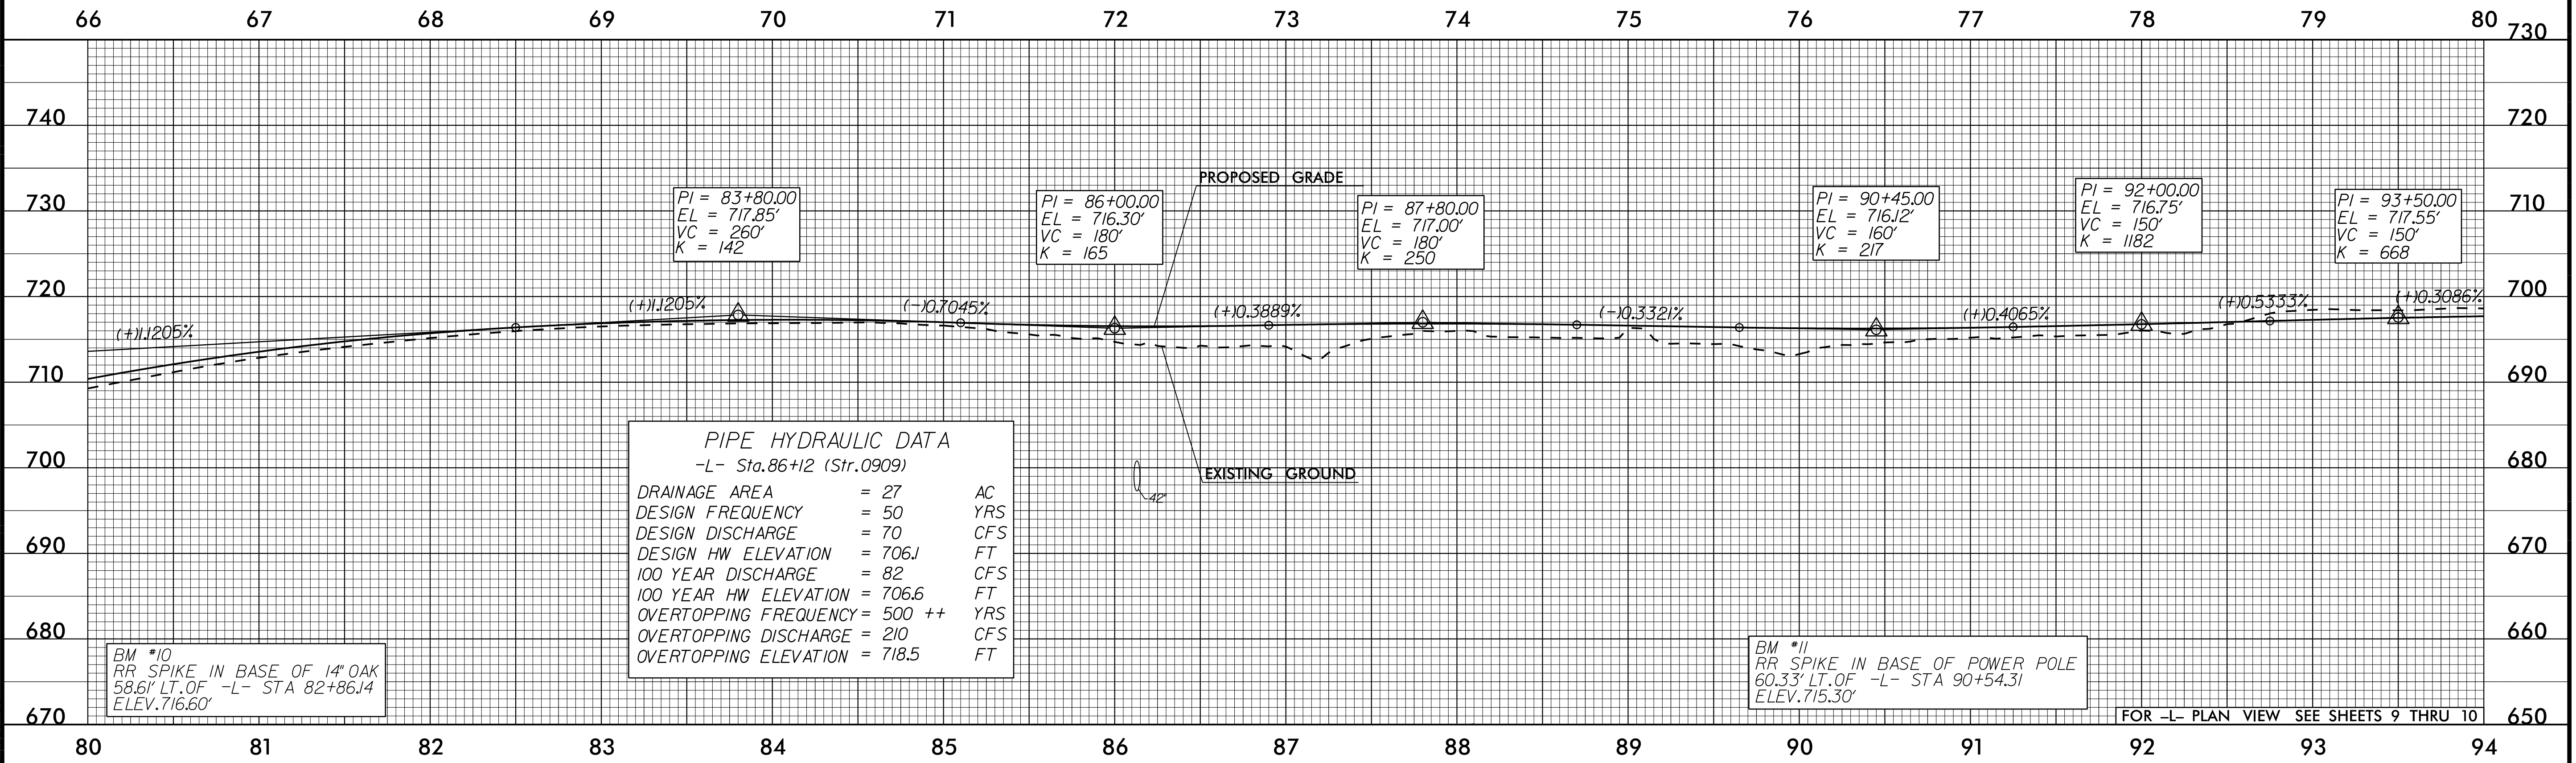 66 67 68 69 70 71 72 73 74 75 76 77 78 79 80
730
740 720
730 710
720 700
710 690
700 680
690 670
680 660
670 650
80 81 82 83 84 85 86 87 88 89 90 91 92 93 94
PI = 83+80.00
EL = 717.85'
VC = 260'
K = 142
PI = 86+00.00
EL = 716.30'
VC = 180'
K = 165
PROPOSED GRADE
PI = 87+80.00
EL = 717.00'
VC = 180'
K = 250
PI = 90+45.00
EL = 716.12'
VC = 160'
K = 217
PI = 92+00.00
EL = 716.75'
VC = 150'
K = 1182
PI = 93+50.00
EL = 717.55'
VC = 150'
K = 668
(+)1.1205%
(+)1.1205%
(-)0.7045%
(+)0.3889%
(-)0.3321%
(+)0.4065%
(+)0.5333%
(+)0.3086%
PIPE HYDRAULIC DATA
-L- Sta.86+12 (Str.0909)
DRAINAGE AREA = 27 AC
DESIGN FREQUENCY = 50 YRS
DESIGN DISCHARGE = 70 CFS
DESIGN HW ELEVATION = 706.1 FT
100 YEAR DISCHARGE = 82 CFS
100 YEAR HW ELEVATION = 706.6 FT
OVERTOPPING FREQUENCY = 500 ++ YRS
OVERTOPPING DISCHARGE = 210 CFS
OVERTOPPING ELEVATION = 718.5 FT
42"
EXISTING GROUND
BM #10
RR SPIKE IN BASE OF 14" OAK
58.61' LT.OF -L- STA 82+86.14
ELEV.716.60'
BM #11
RR SPIKE IN BASE OF POWER POLE
60.33' LT.OF -L- STA 90+54.31
ELEV.715.30'
FOR -L- PLAN VIEW SEE SHEETS 9 THRU 10